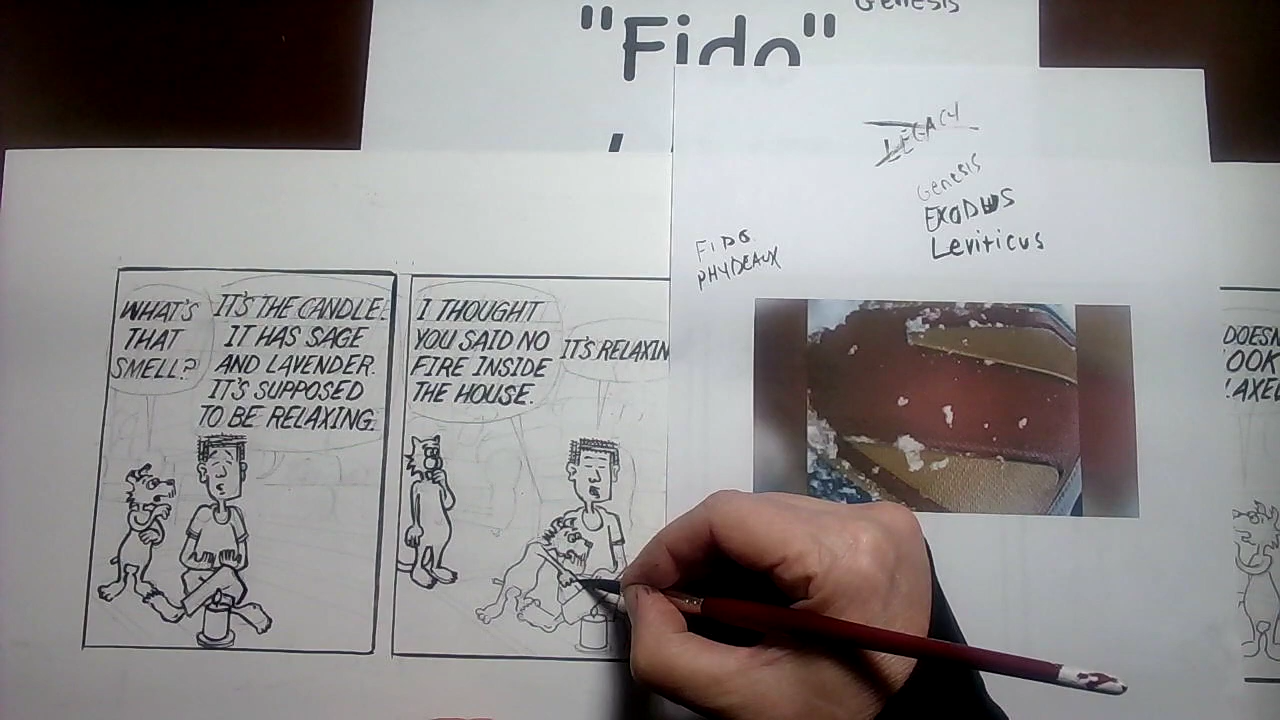 Genesis
"Fido"
LEGACY
Genesis
EXODUS
Leviticus
FIDO
PHYDEAUX
WHAT'S
THAT
SMELL?
IT'S THE CANDLE.
IT HAS SAGE
AND LAVENDER.
IT'S SUPPOSED
TO BE RELAXING.
I THOUGHT
YOU SAID NO
FIRE INSIDE
THE HOUSE.
IT'S RELAXIN
DOESN
OOK
AXE